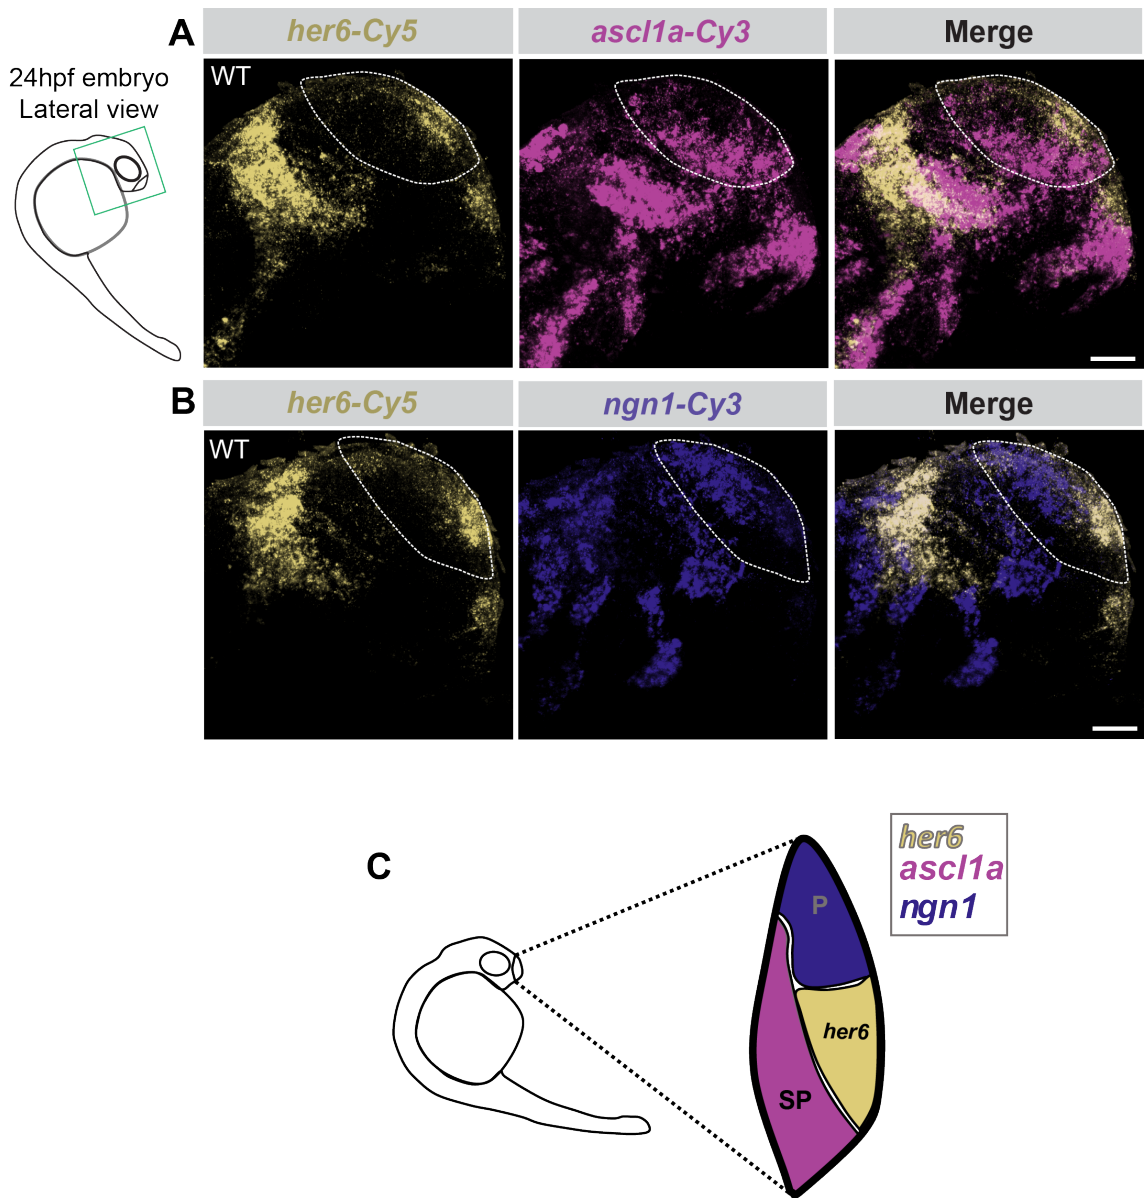 A
her6-Cy5
ascl1a-Cy3
Merge
24hpf embryo
Lateral view
WT
B
her6-Cy5
ngn1-Cy3
Merge
WT
C
her6
ascl1a
ngn1
P
her6
SP